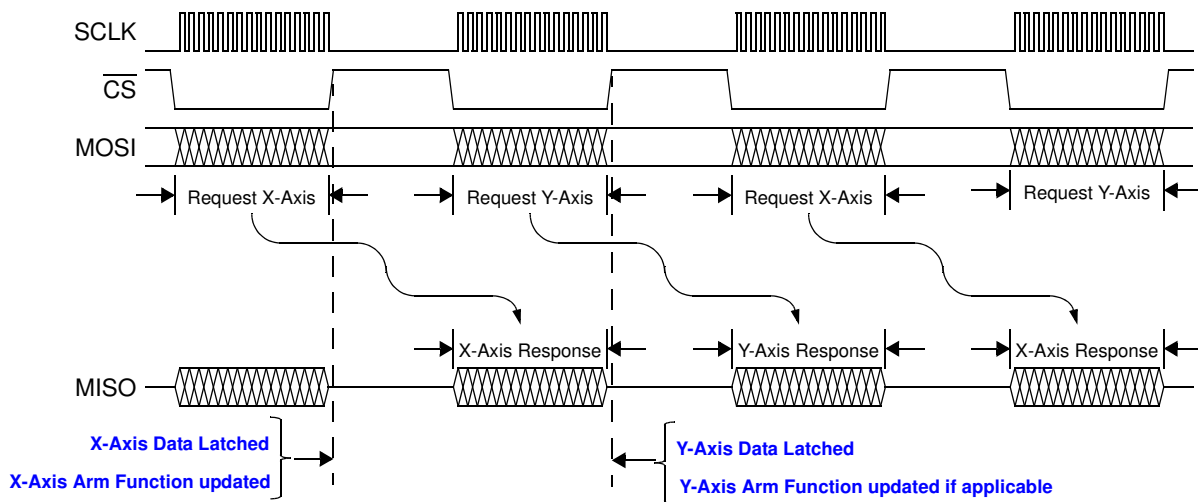 SCLK
CS
MOSI
Request X-Axis
Request Y-Axis
Request X-Axis
Request Y-Axis
X-Axis Response
Y-Axis Response
X-Axis Response
MISO
X-Axis Data Latched
X-Axis Arm Function updated
Y-Axis Data Latched
Y-Axis Arm Function updated if applicable